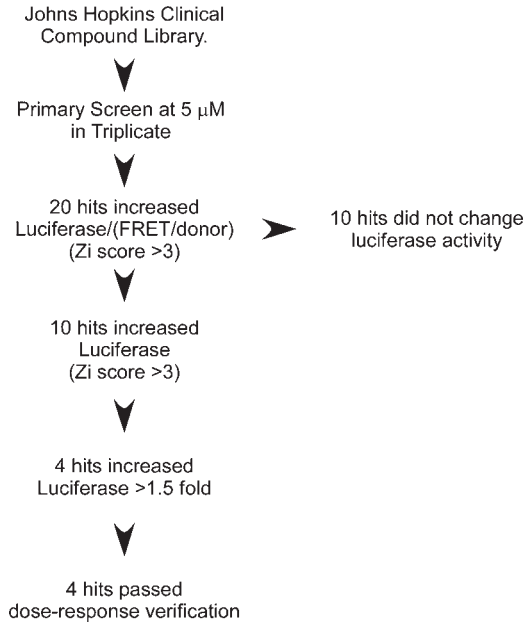 Johns Hopkins Clinical
Compound Library.
Primary Screen at 5 μM
in Triplicate
20 hits increased
Luciferase/(FRET/donor)
(Zi score >3)
10 hits did not change
luciferase activity
10 hits increased
Luciferase
(Zi score >3)
4 hits increased
Luciferase >1.5 fold
4 hits passed
dose-response verification